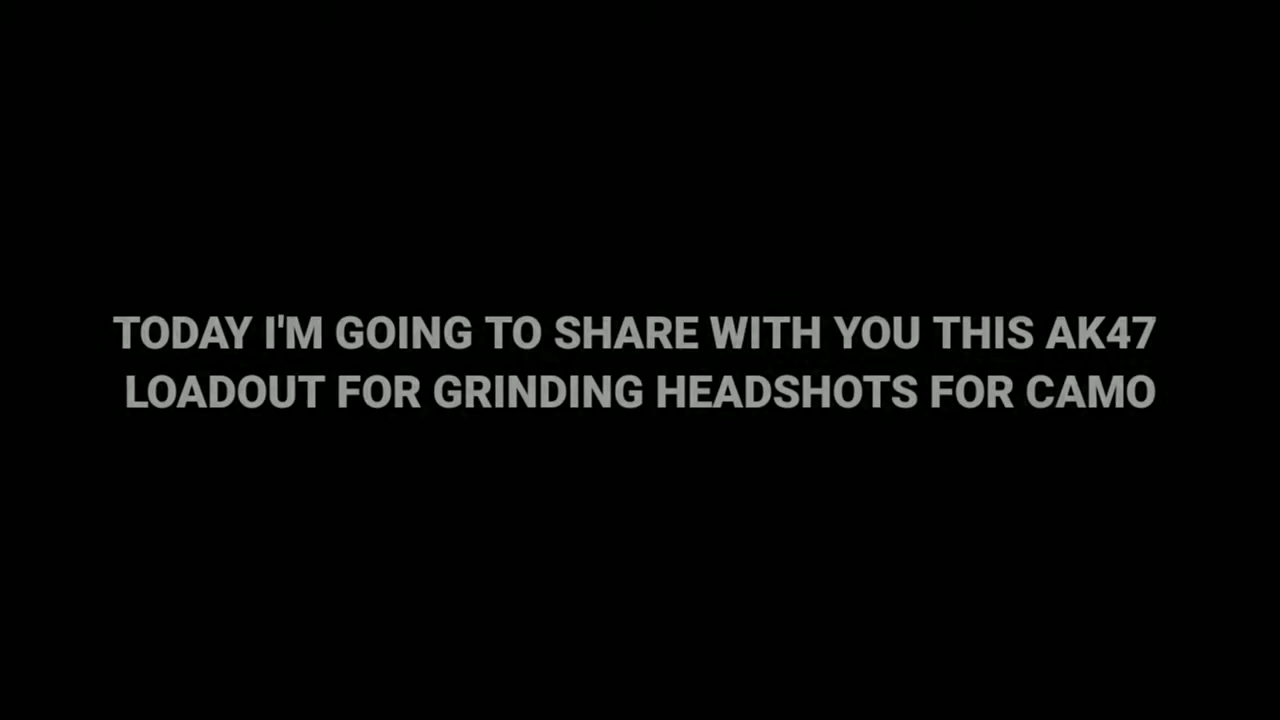 TODAY I'M GOING TO SHARE WITH YOU THIS AK47
LOADOUT FOR GRINDING HEADSHOTS FOR CAMO